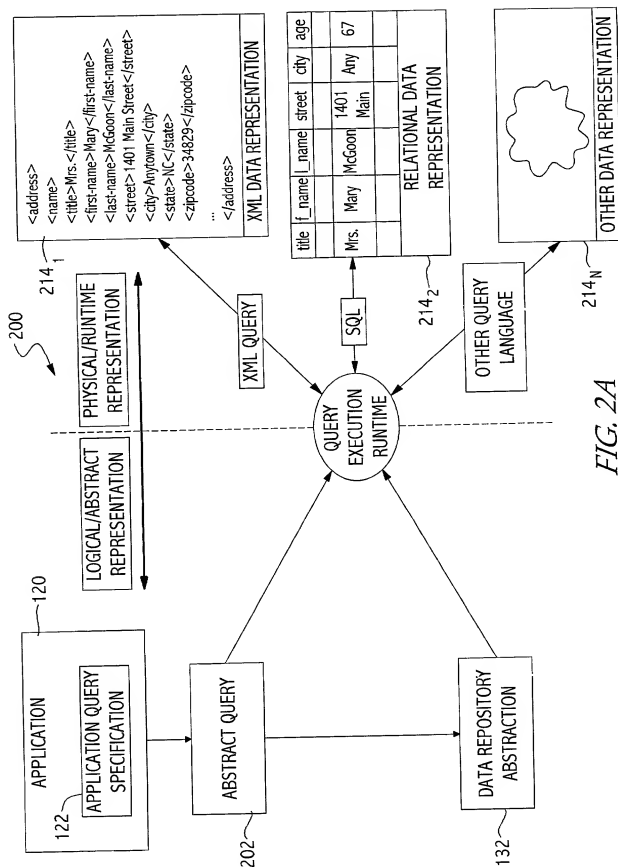 200
LOGICAL/ABSTRACT
REPRESENTATION
PHYSICAL/RUNTIME
REPRESENTATION
120
APPLICATION
122
APPLICATION QUERY
SPECIFICATION
202
ABSTRACT QUERY
132
DATA REPOSITORY
ABSTRACTION
QUERY
EXECUTION
RUNTIME
XML QUERY
SQL
OTHER QUERY
LANGUAGE
214₁
<address>
<name>
<title>Mrs.</title>
<first-name>Mary</first-name>
<last-name>McGoon</last-name>
<street>1401 Main Street</street>
<city>Anytown</city>
<state>NC</state>
<zipcode>34829</zipcode>
...
</address>
XML DATA REPRESENTATION
214₂
title f_name l_name street city age
Mrs. Mary McGoon 1401 Main Any 67
RELATIONAL DATA
REPRESENTATION
214N
OTHER DATA REPRESENTATION
FIG. 2A